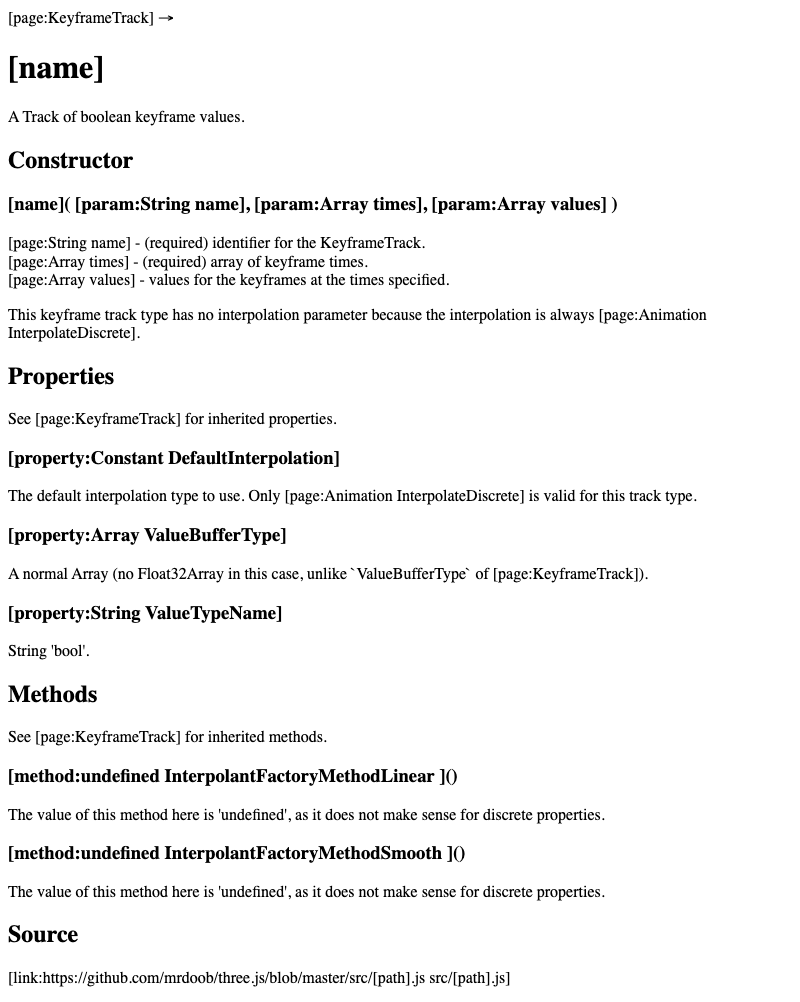 [page:KeyframeTrack] →
[name]
A Track of boolean keyframe values.
Constructor
[name]( [param:String name], [param:Array times], [param:Array values] )
[page:String name] - (required) identifier for the KeyframeTrack.
[page:Array times] - (required) array of keyframe times.
[page:Array values] - values for the keyframes at the times specified.
This keyframe track type has no interpolation parameter because the interpolation is always [page:Animation
InterpolateDiscrete].
Properties
See [page:KeyframeTrack] for inherited properties.
[property:Constant DefaultInterpolation]
The default interpolation type to use. Only [page:Animation InterpolateDiscrete] is valid for this track type.
[property:Array ValueBufferType]
A normal Array (no Float32Array in this case, unlike `ValueBufferType` of [page:KeyframeTrack]).
[property:String ValueTypeName]
String 'bool'.
Methods
See [page:KeyframeTrack] for inherited methods.
[method:undefined InterpolantFactoryMethodLinear ]()
The value of this method here is 'undefined', as it does not make sense for discrete properties.
[method:undefined InterpolantFactoryMethodSmooth ]()
The value of this method here is 'undefined', as it does not make sense for discrete properties.
Source
[link:https://github.com/mrdoob/three.js/blob/master/src/[path].js src/[path].js]